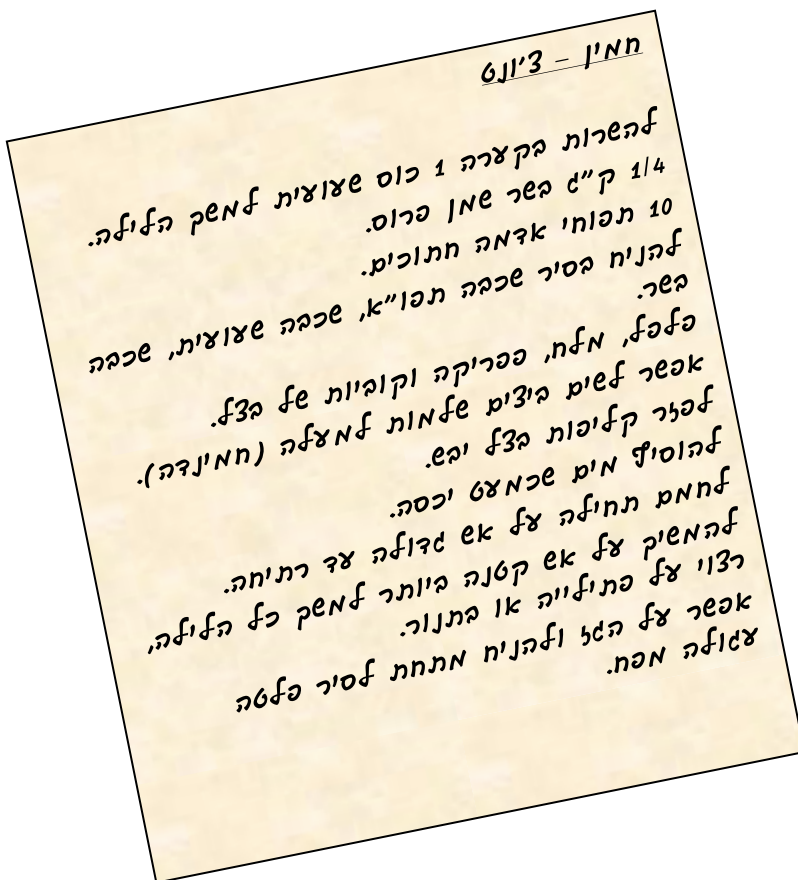 חמין – צ'ונט
להשרות בקערה 1 כוס שעועית למשך הלילה.
1/4 ק"ג בשר שמן פרוס.
10 תפוחי אדמה חתוכים.
להניח בסיר שכבה תפו"א, שכבה שעועית, שכבה
בשר.
פלפל, מלח, פפריקה וקוביות של בצל.
אפשר לשים ביצים שלמות למעלה (חמינדה).
לפזר קליפות בצל יבש.
להוסיף מים שכמעט יכסה.
לחמם תחילה על אש גדולה עד רתיחה.
להמשיך על אש קטנה ביותר למשך כל הלילה,
רצוי על פתילייה או בתנור.
אפשר על הגז ולהניח מתחת לסיר פלטה
עגולה מפח.